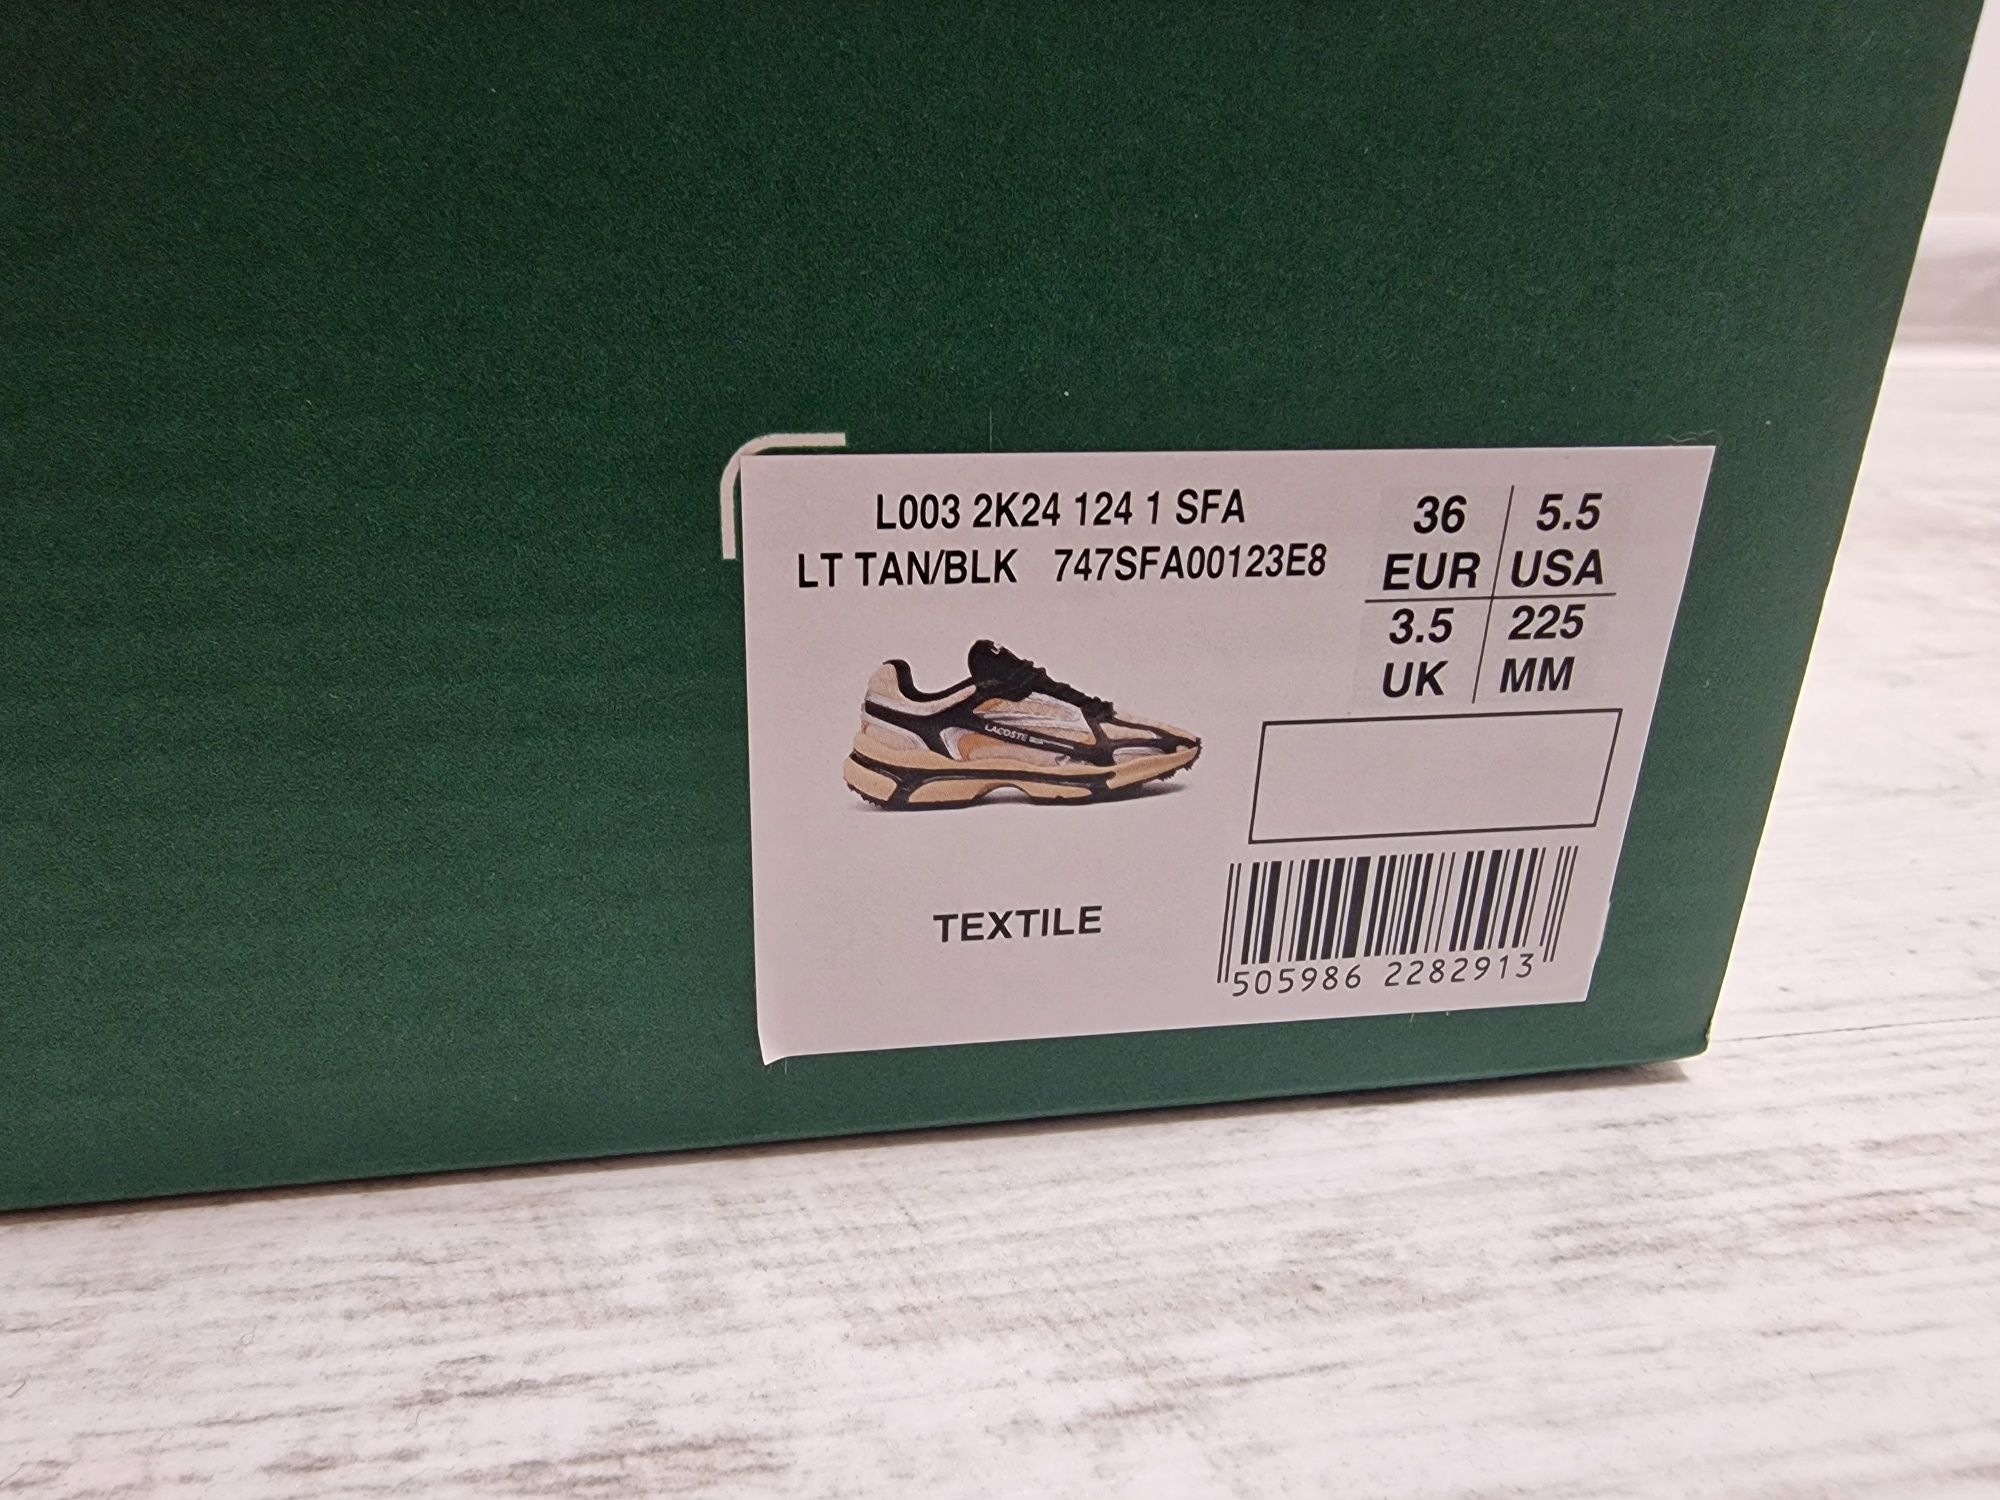 L003 2K24 124 1 SFA
LT TAN/BLK 747SFA00123E8
36 5.5
EUR USA
3.5 225
UK MM
LACOSTE
TEXTILE
505986 2282913